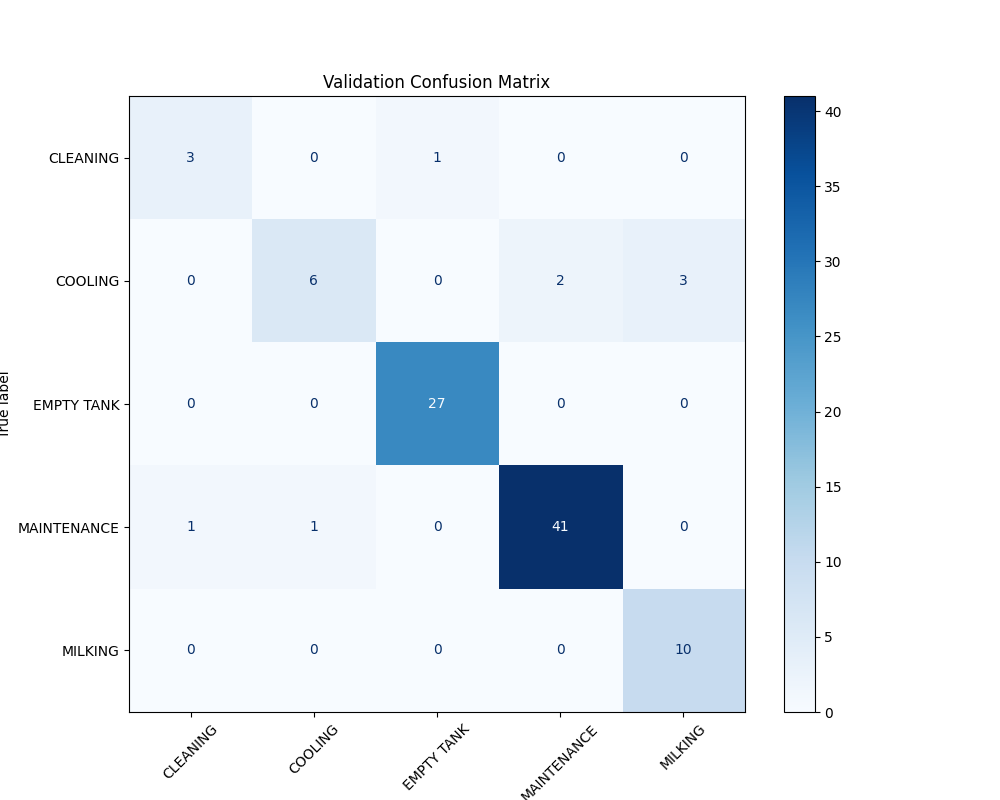 Validation Confusion Matrix
CLEANING 3 0 1 0 0
COOLING 0 6 0 2 3
EMPTY TANK 0 0 27 0 0
MAINTENANCE 1 1 0 41 0
MILKING 0 0 0 0 10
CLEANING COOLING EMPTY TANK MAINTENANCE MILKING
True label
40
35
30
25
20
15
10
5
0